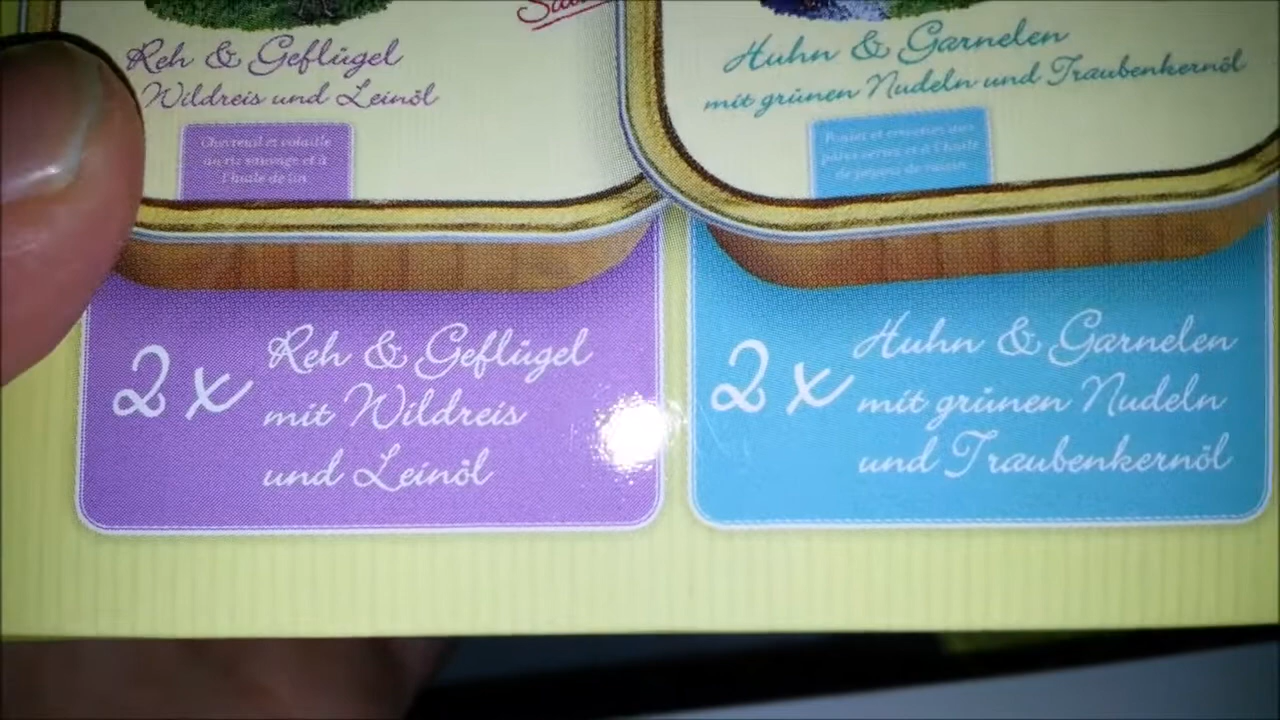 Reh & Geflügel
Wildreis und Leinöl
Chevreuil et volaille
au riz sauvage et à
l'huile de lin
Huhn & Garnelen
mit grünen Nudeln und Traubenkernöl
Poulet et crevettes aux
pâtes vertes et à l'huile
de pépins de raisin
2 x Reh & Geflügel
mit Wildreis
und Leinöl
2 x Huhn & Garnelen
mit grünen Nudeln
und Traubenkernöl